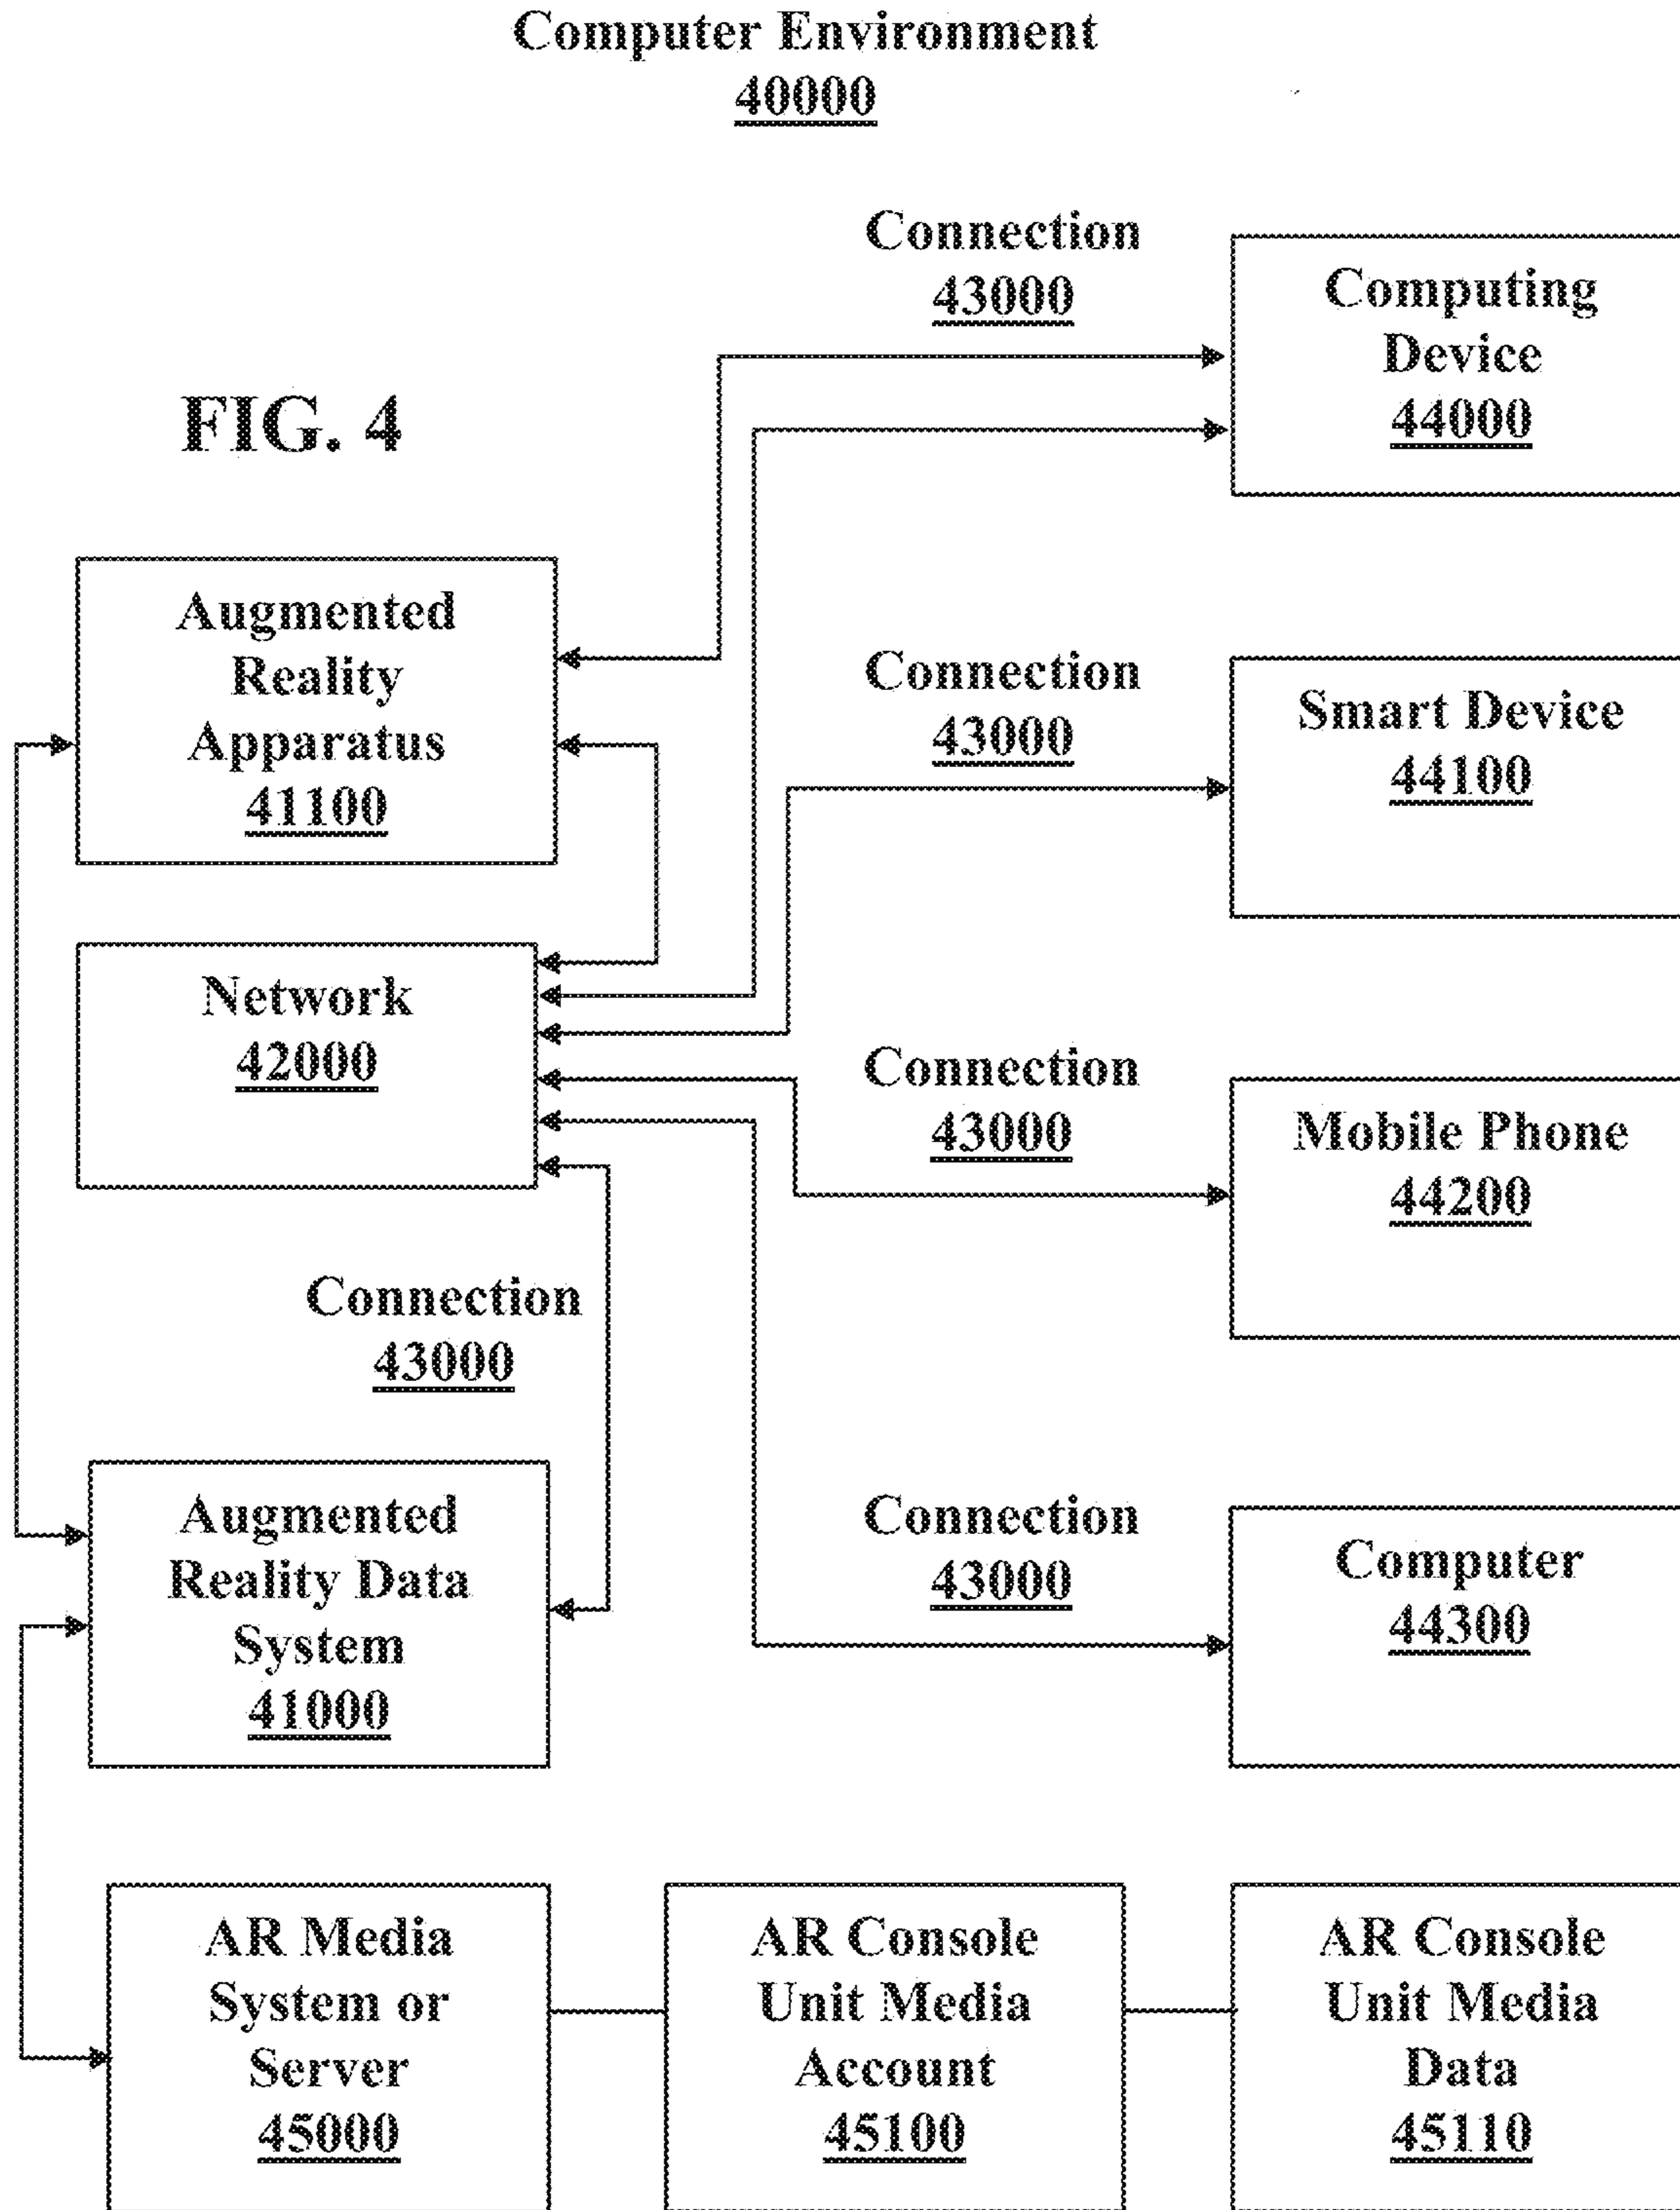 Computer Environment
40000
Connection
43000
Computing
Device
44000
FIG. 4
Augmented
Reality
Apparatus
41100
Connection
43000
Smart Device
44100
Network
42000
Connection
43000
Mobile Phone
44200
Connection
43000
Augmented
Reality Data
System
41000
Connection
43000
Computer
44300
AR Media
System or
Server
45000
AR Console
Unit Media
Account
45100
AR Console
Unit Media
Data
45110